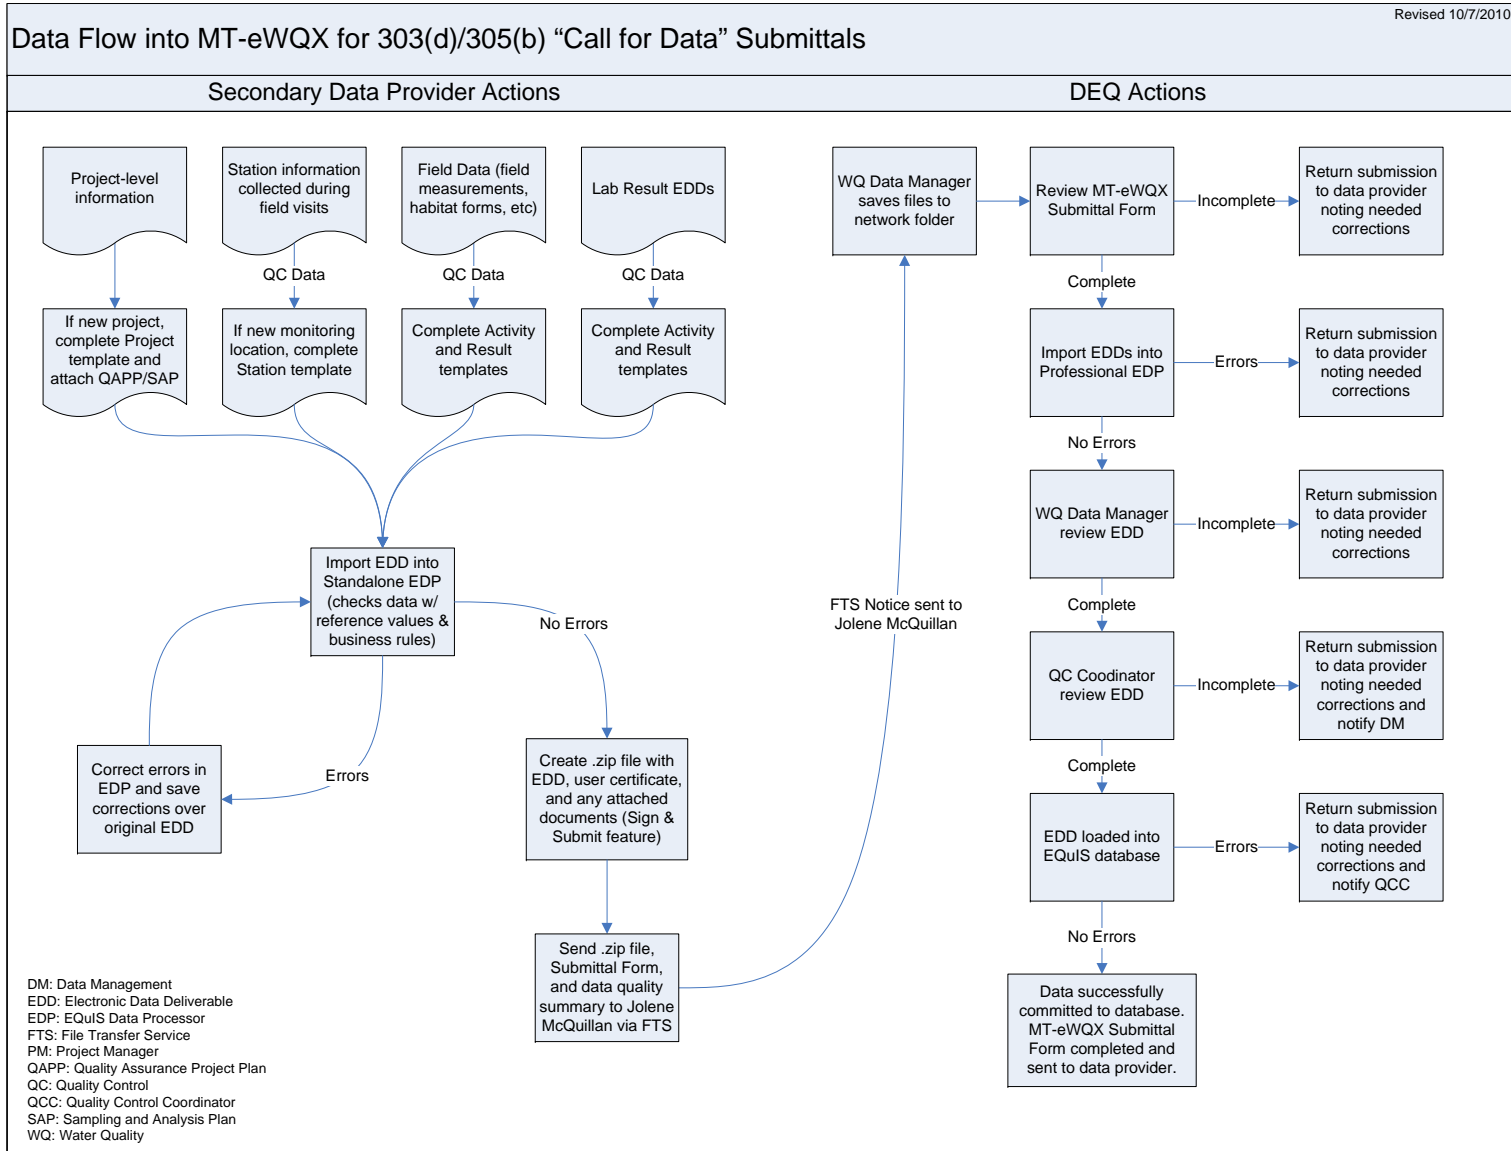 Revised 10/7/2010
Data Flow into MT-eWQX for 303(d)/305(b) “Call for Data” Submittals
Secondary Data Provider Actions
DEQ Actions
Project-level
information
Station information
collected during
field visits
Field Data (field
measurements,
habitat forms, etc)
Lab Result EDDs
QC Data
QC Data
QC Data
If new project,
complete Project
template and
attach QAPP/SAP
If new monitoring
location, complete
Station template
Complete Activity
and Result
templates
Complete Activity
and Result
templates
Import EDD into
Standalone EDP
(checks data w/
reference values &
business rules)
No Errors
Errors
Correct errors in
EDP and save
corrections over
original EDD
Create .zip file with
EDD, user certificate,
and any attached
documents (Sign &
Submit feature)
Send .zip file,
Submittal Form,
and data quality
summary to Jolene
McQuillan via FTS
FTS Notice sent to
Jolene McQuillan
WQ Data Manager
saves files to
network folder
Review MT-eWQX
Submittal Form
Incomplete
Return submission
to data provider
noting needed
corrections
Complete
Import EDDs into
Professional EDP
Errors
Return submission
to data provider
noting needed
corrections
No Errors
WQ Data Manager
review EDD
Incomplete
Return submission
to data provider
noting needed
corrections
Complete
QC Coodinator
review EDD
Incomplete
Return submission
to data provider
noting needed
corrections and
notify DM
Complete
EDD loaded into
EQuIS database
Errors
Return submission
to data provider
noting needed
corrections and
notify QCC
No Errors
Data successfully
committed to database.
MT-eWQX Submittal
Form completed and
sent to data provider.
DM: Data Management
EDD: Electronic Data Deliverable
EDP: EQuIS Data Processor
FTS: File Transfer Service
PM: Project Manager
QAPP: Quality Assurance Project Plan
QC: Quality Control
QCC: Quality Control Coordinator
SAP: Sampling and Analysis Plan
WQ: Water Quality